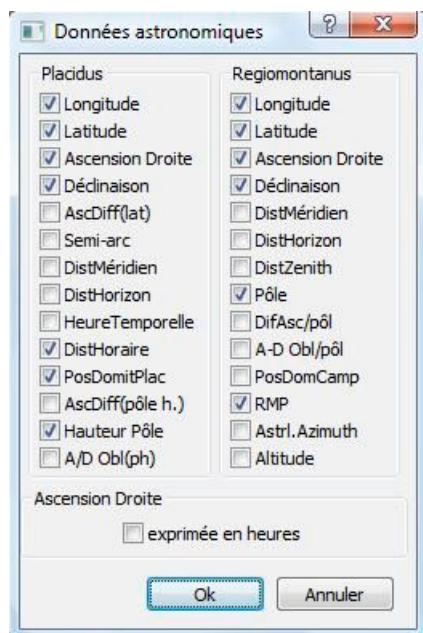 Données astronomiques
Placidus
Longitude
Latitude
Ascension Droite
Déclinaison
AscDiff(lat)
Semi-arc
DistMéridien
DistHorizon
HeureTemporelle
DistHoraire
PosDomitPlac
AscDiff(pôle h.)
Hauteur Pôle
A/D Obl(ph)
Regiomontanus
Longitude
Latitude
Ascension Droite
Déclinaison
DistMéridien
DistHorizon
DistZenith
Pôle
DifAsc/pôl
A-D Obl/pôl
PosDomCamp
RMP
Astrl.Azimuth
Altitude
Ascension Droite
exprimée en heures
Ok
Annuler